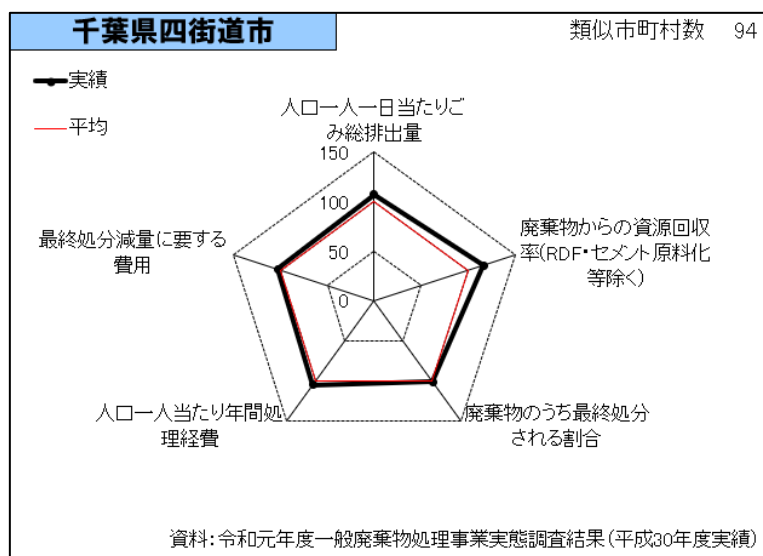 千葉県四街道市
類似市町村数 94
実績
平均
人口一人一日当たりご
み総排出量
150
100
50
0
廃棄物からの資源回収
率(RDF・セメント原料化
等除く)
最終処分減量に要する
費用
人口一人当たり年間処
理経費
廃棄物のうち最終処分
される割合
資料:令和元年度一般廃棄物処理事業実態調査結果(平成30年度実績)